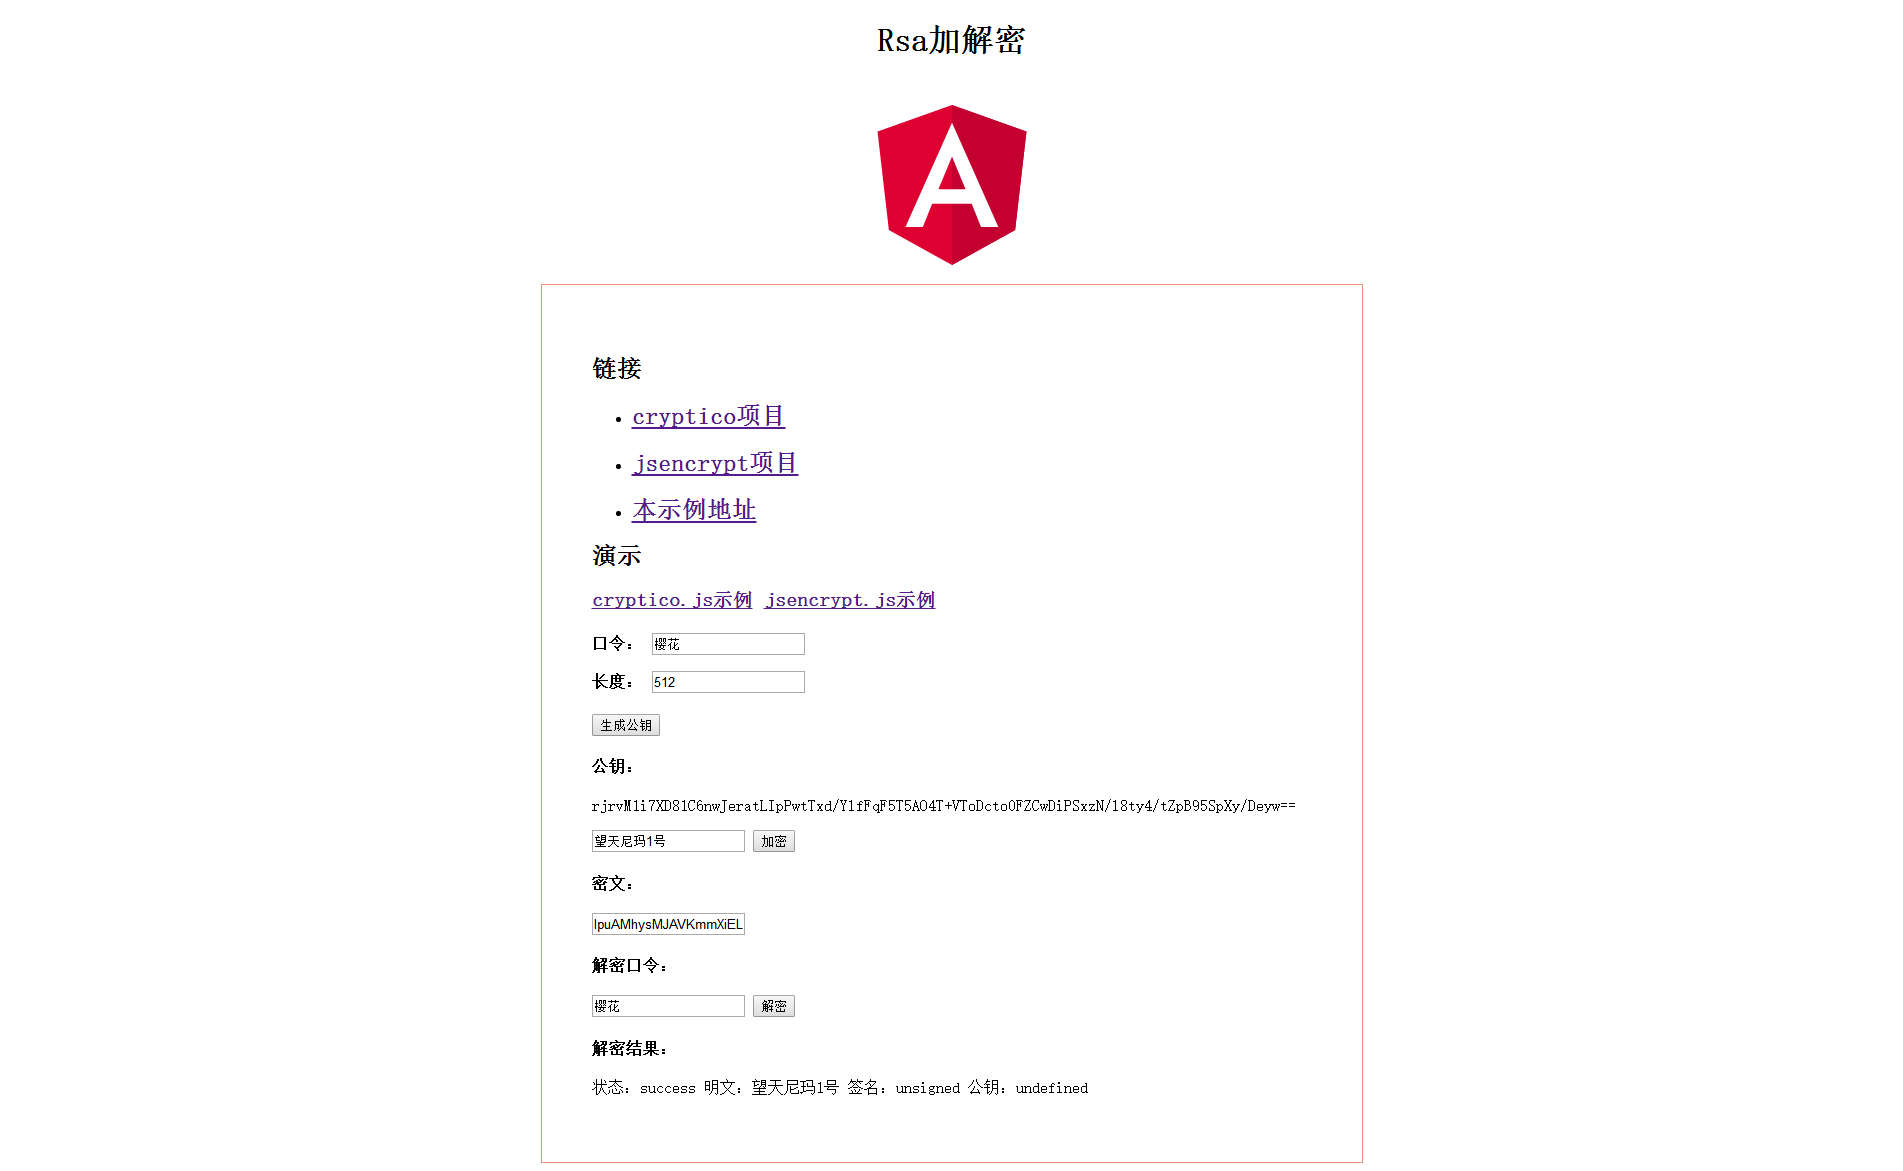 Rsa加解密
A
链接
cryptico项目
jsencrypt项目
本示例地址
演示
cryptico.js示例 jsencrypt.js示例
口令： 樱花
长度： 512
生成公钥
公钥：
rjrvM1i7XD81C6nwJeratLIpPwtTxd/Y1fFqF5T5AO4T+VToDcto0FZCwDiPSxzN/18ty4/tZpB95SpXy/Deyw==
望天尼玛1号 加密
密文：
lpuAMhysMJAVKmmXiEL
解密口令：
樱花 解密
解密结果：
状态：success 明文：望天尼玛1号 签名：unsigned 公钥：undefined